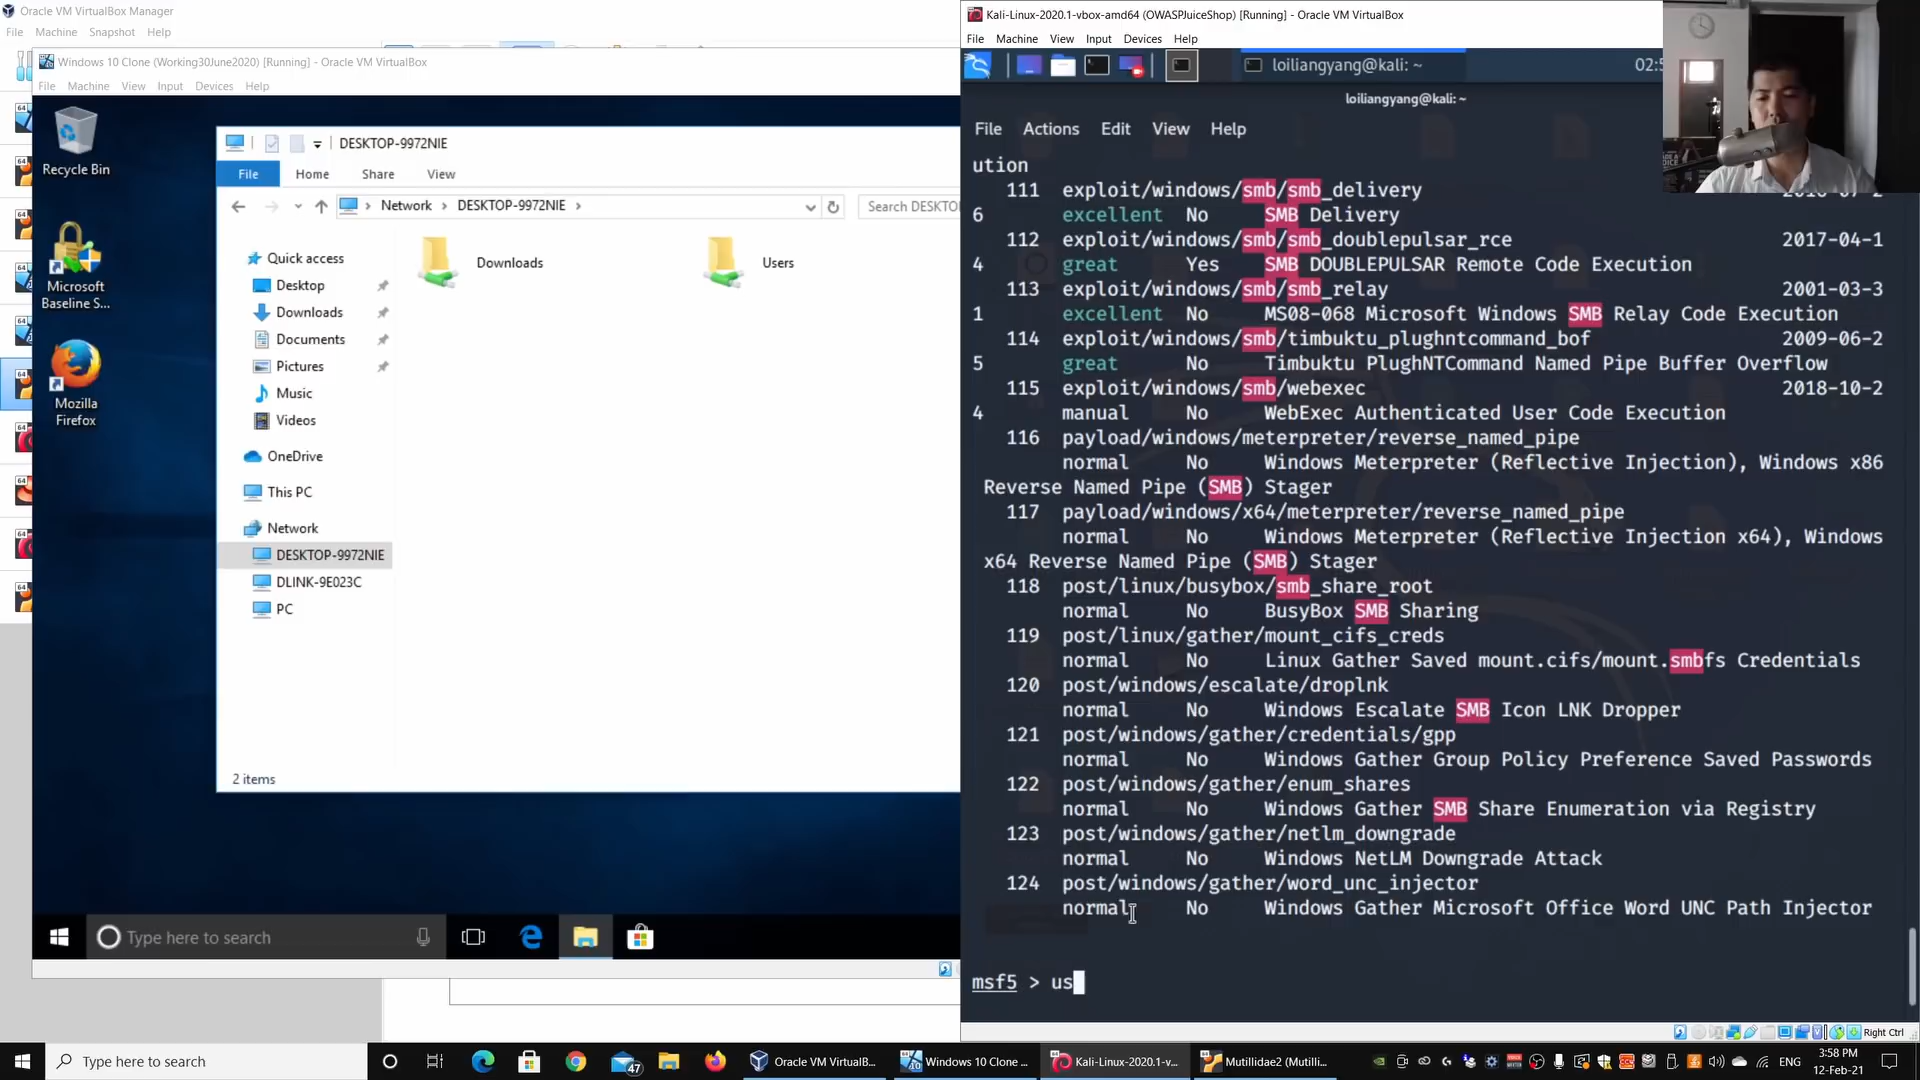 Oracle VM VirtualBox Manager
File Machine Snapshot Help
Windows 10 Clone (Working30June2020) [Running] - Oracle VM VirtualBox
File Machine View Input Devices Help
Recycle Bin
Microsoft
Baseline S...
Mozilla
Firefox
DESKTOP-9972NIE
File Home Share View
Network DESKTOP-9972NIE
Search DESKTO
Quick access
Desktop
Downloads
Documents
Pictures
Music
Videos
OneDrive
This PC
Network
DESKTOP-9972NIE
DLINK-9E023C
PC
Downloads
Users
2 items
Type here to search
Kali-Linux-2020.1-vbox-amd64 (OWASPJuiceShop) [Running] - Oracle VM VirtualBox
File Machine View Input Devices Help
loiliangyang@kali: ~
02:5
loiliangyang@kali:~
File Actions Edit View Help
ution
111 exploit/windows/smb/smb_delivery
6 excellent No SMB Delivery
112 exploit/windows/smb/smb_doublepulsar_rce 2017-04-1
4 great Yes SMB DOUBLEPULSAR Remote Code Execution
113 exploit/windows/smb/smb_relay 2001-03-3
1 excellent No MS08-068 Microsoft Windows SMB Relay Code Execution
114 exploit/windows/smb/timbuktu_plughntcommand_bof 2009-06-2
5 great No Timbuktu PlughNTCommand Named Pipe Buffer Overflow
115 exploit/windows/smb/webexec 2018-10-2
4 manual No WebExec Authenticated User Code Execution
116 payload/windows/meterpreter/reverse_named_pipe
normal No Windows Meterpreter (Reflective Injection), Windows x86
Reverse Named Pipe (SMB) Stager
117 payload/windows/x64/meterpreter/reverse_named_pipe
normal No Windows Meterpreter (Reflective Injection x64), Windows
x64 Reverse Named Pipe (SMB) Stager
118 post/linux/busybox/smb_share_root
normal No BusyBox SMB Sharing
119 post/linux/gather/mount_cifs_creds
normal No Linux Gather Saved mount.cifs/mount.smbfs Credentials
120 post/windows/escalate/droplnk
normal No Windows Escalate SMB Icon LNK Dropper
121 post/windows/gather/credentials/gpp
normal No Windows Gather Group Policy Preference Saved Passwords
122 post/windows/gather/enum_shares
normal No Windows Gather SMB Share Enumeration via Registry
123 post/windows/gather/netlm_downgrade
normal No Windows NetLM Downgrade Attack
124 post/windows/gather/word_unc_injector
normal No Windows Gather Microsoft Office Word UNC Path Injector
msf5 > us
Right Ctrl
Type here to search
47
Oracle VM VirtualB...
Windows 10 Clone ...
Kali-Linux-2020.1-v...
Mutillidae2 (Mutilli...
ENG
3:58 PM
12-Feb-21